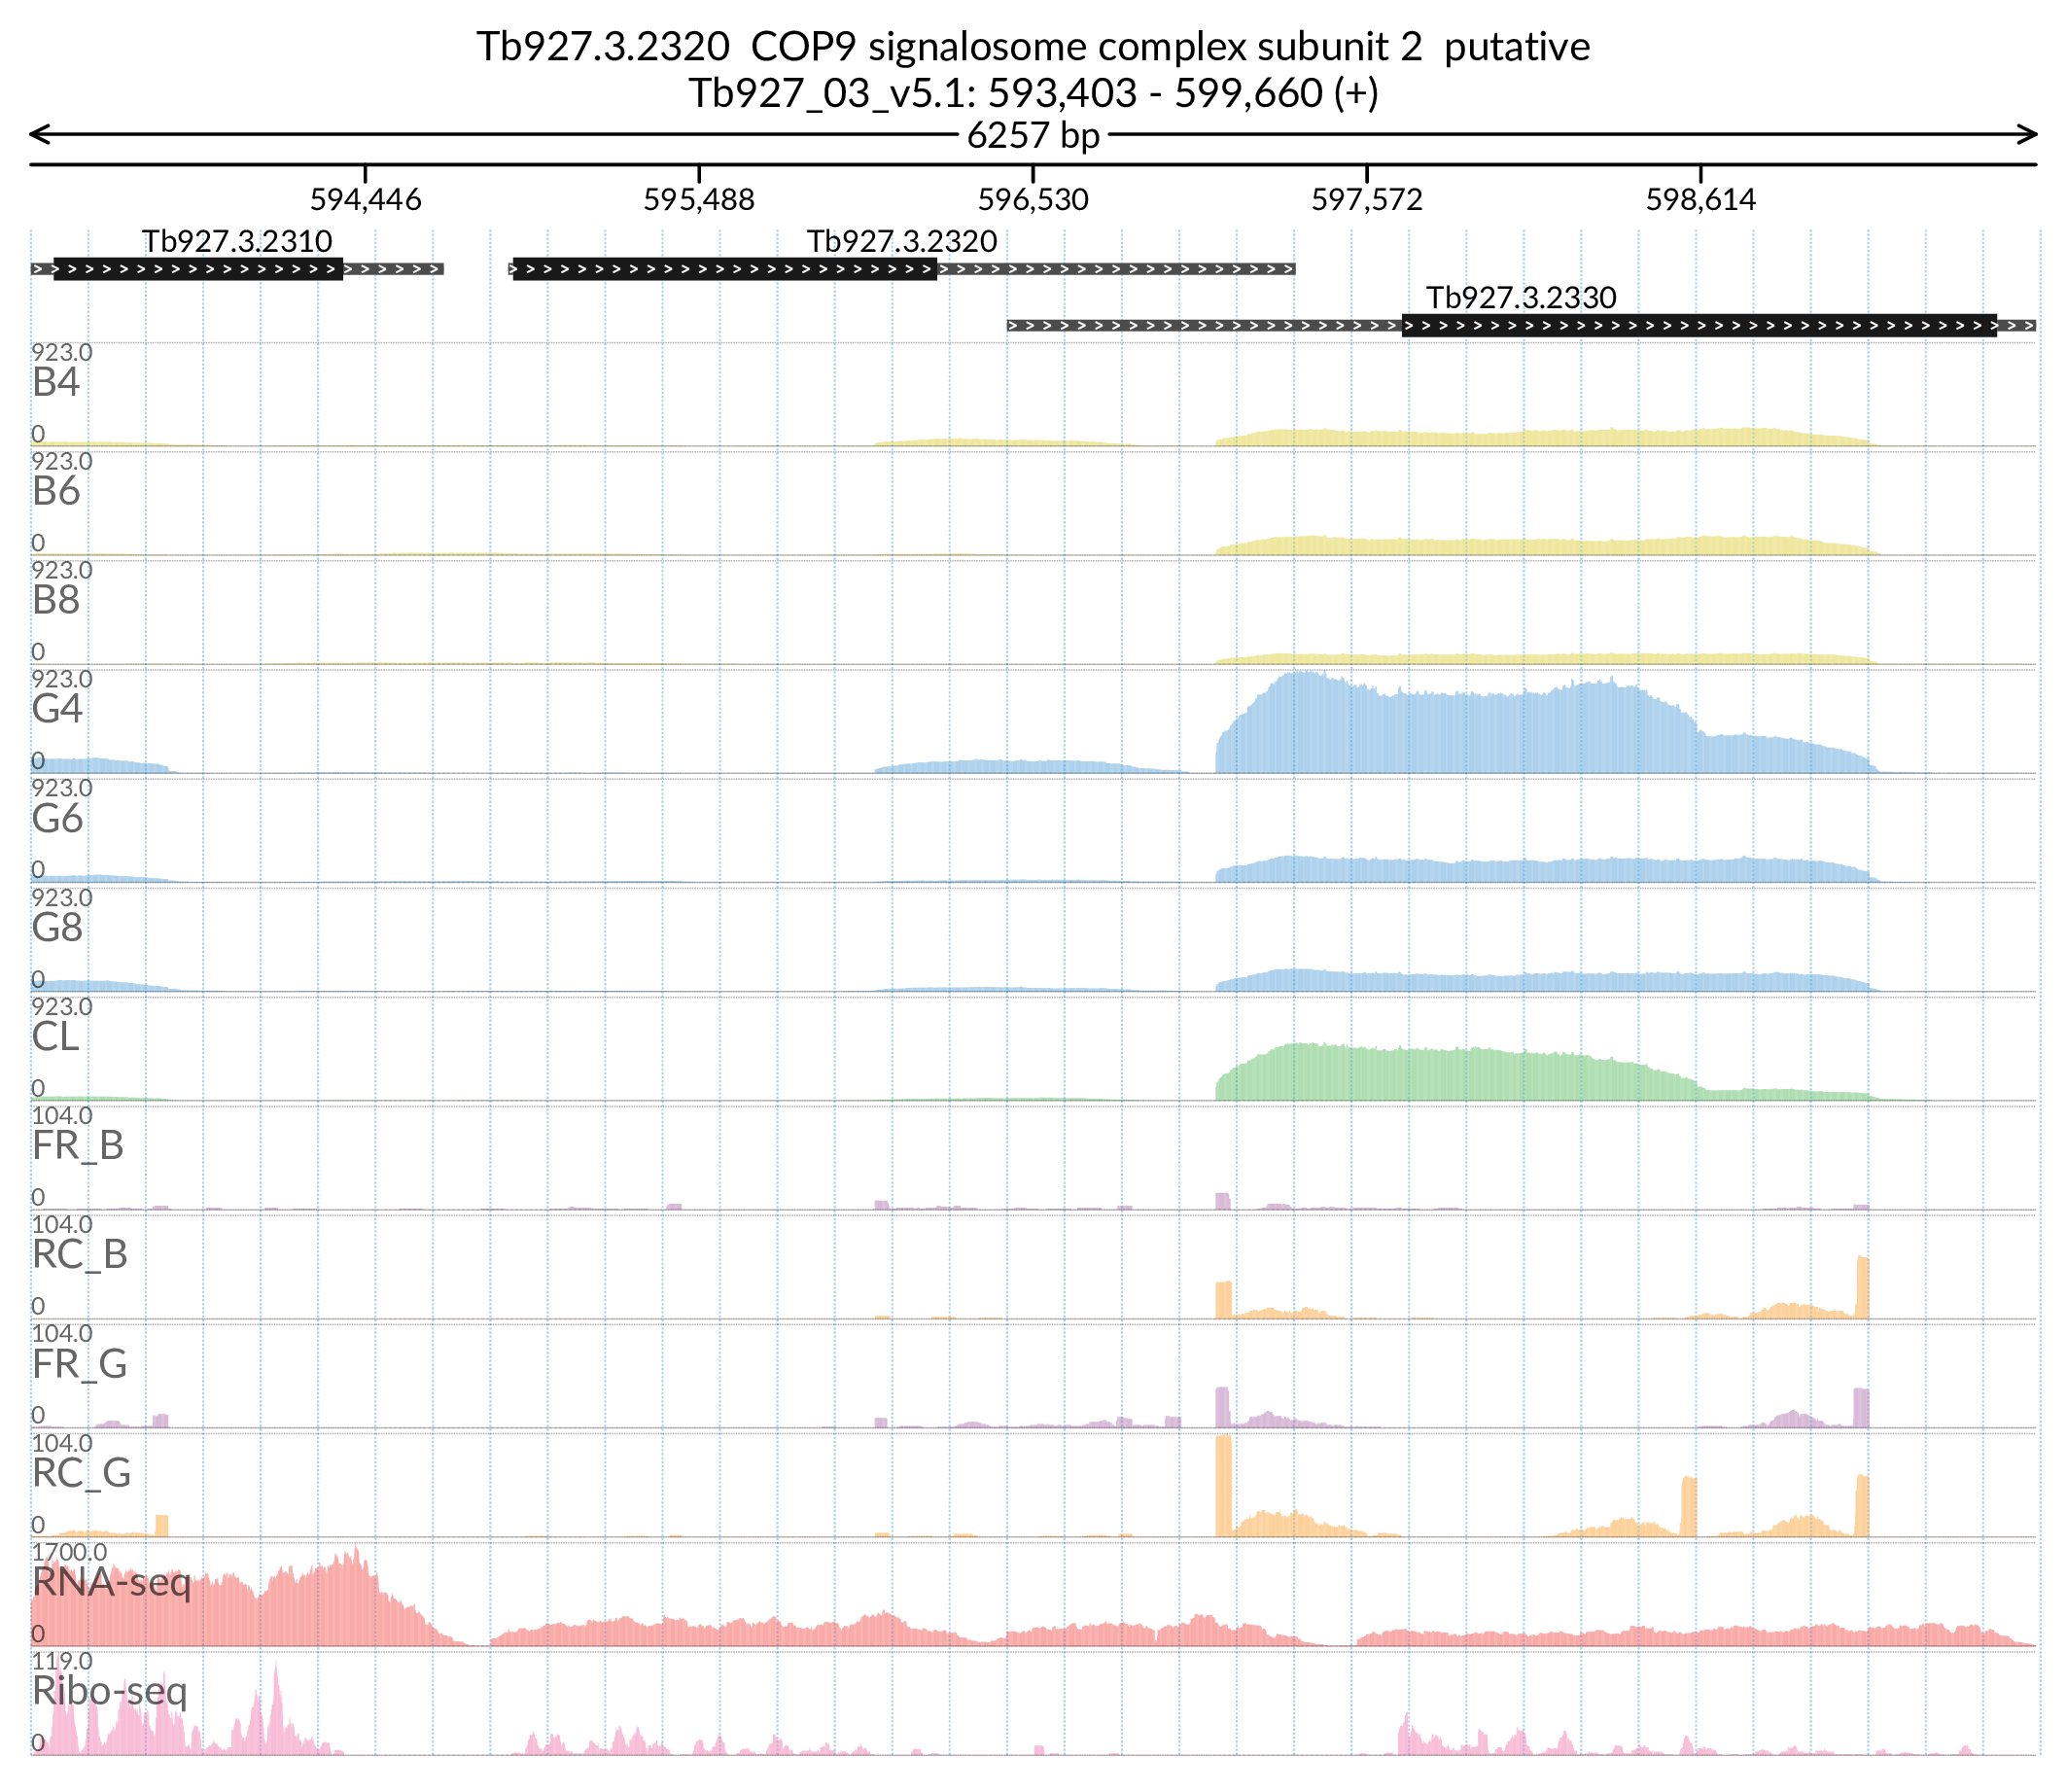 Tb927.3.2320  COP9 signalosome complex subunit 2  putative
Tb927_03_v5.1: 593,403 - 599,660 (+)
6257 bp
594,446 595,488 596,530 597,572 598,614
Tb927.3.2310 Tb927.3.2320
Tb927.3.2330
923.0
B4
0
923.0
B6
0
923.0
B8
0
923.0
G4
0
923.0
G6
0
923.0
G8
0
923.0
CL
0
104.0
FR_B
0
104.0
RC_B
0
104.0
FR_G
0
104.0
RC_G
0
1700.0
RNA-seq
0
119.0
Ribo-seq
0